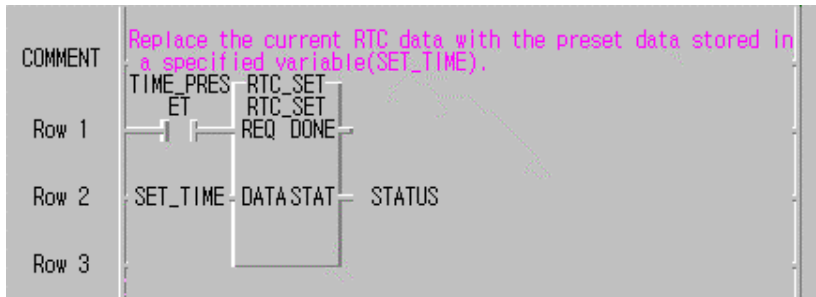 COMMENT
Replace the current RTC data with the preset data stored in
a specified variable(SET_TIME).
TIME_PRES RTC_SET
ET RTC_SET
Row 1 REQ DONE
Row 2 SET_TIME DATA STAT STATUS
Row 3